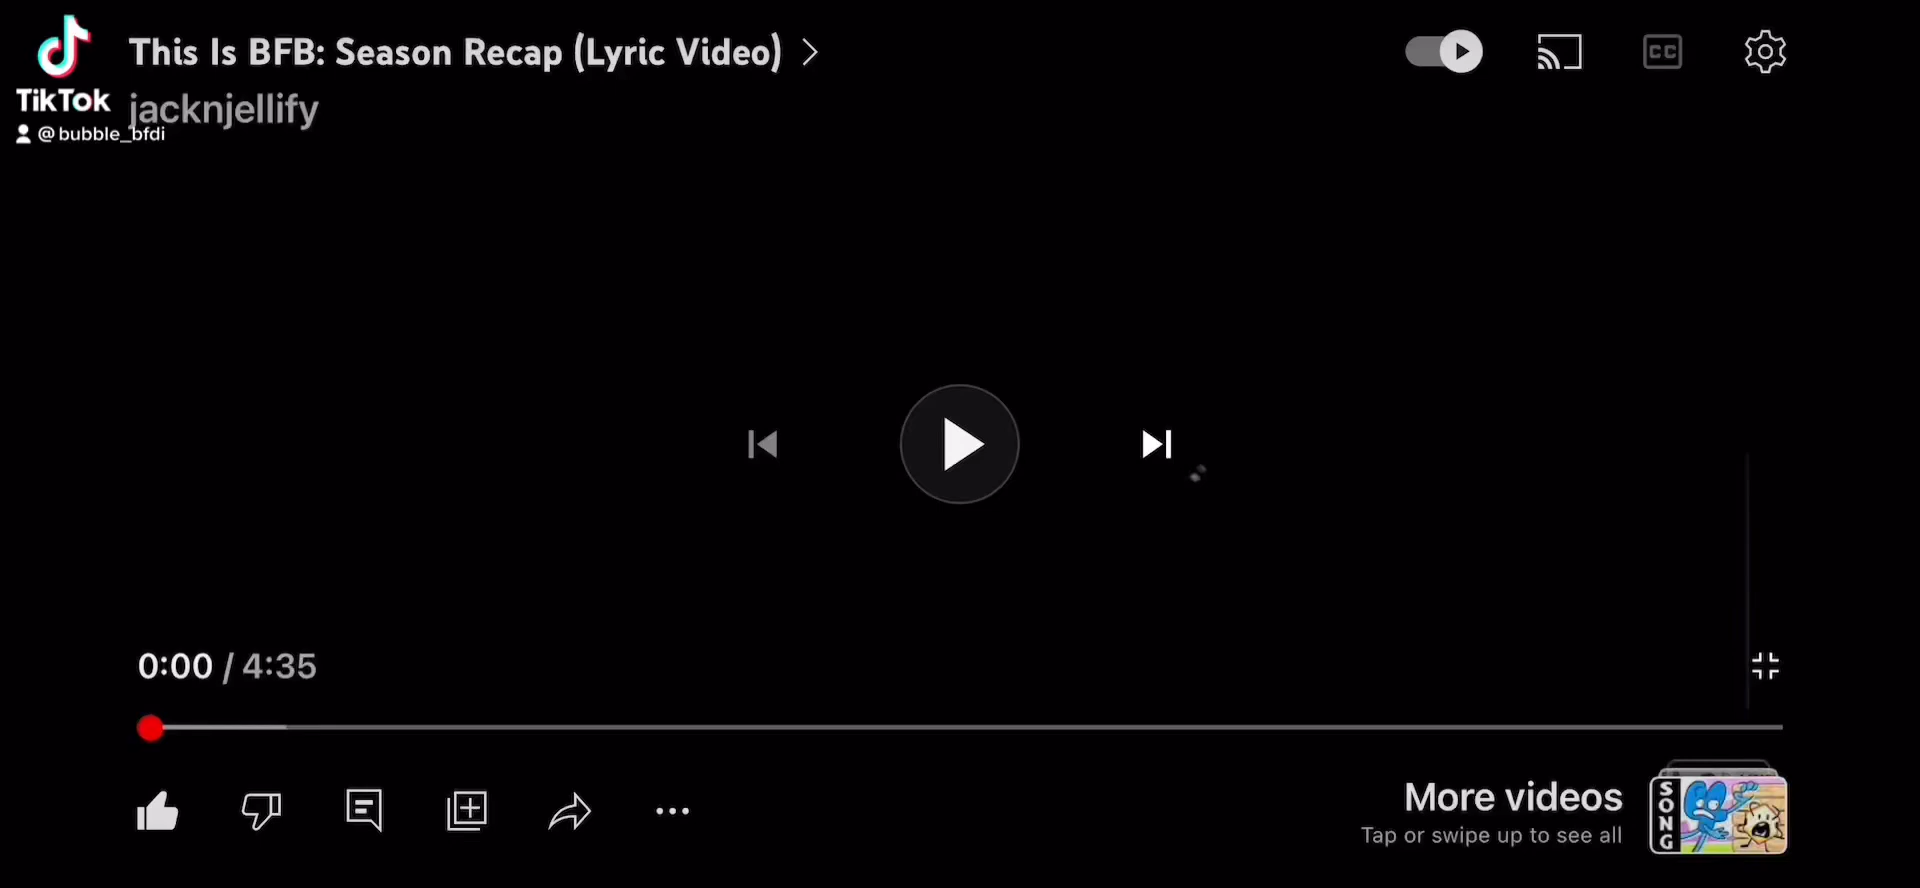 This Is BFB: Season Recap (Lyric Video)
TikTok
jacknjellify
@bubble_bfdi
CC
0:00 / 4:35
More videos
Tap or swipe up to see all
SONG